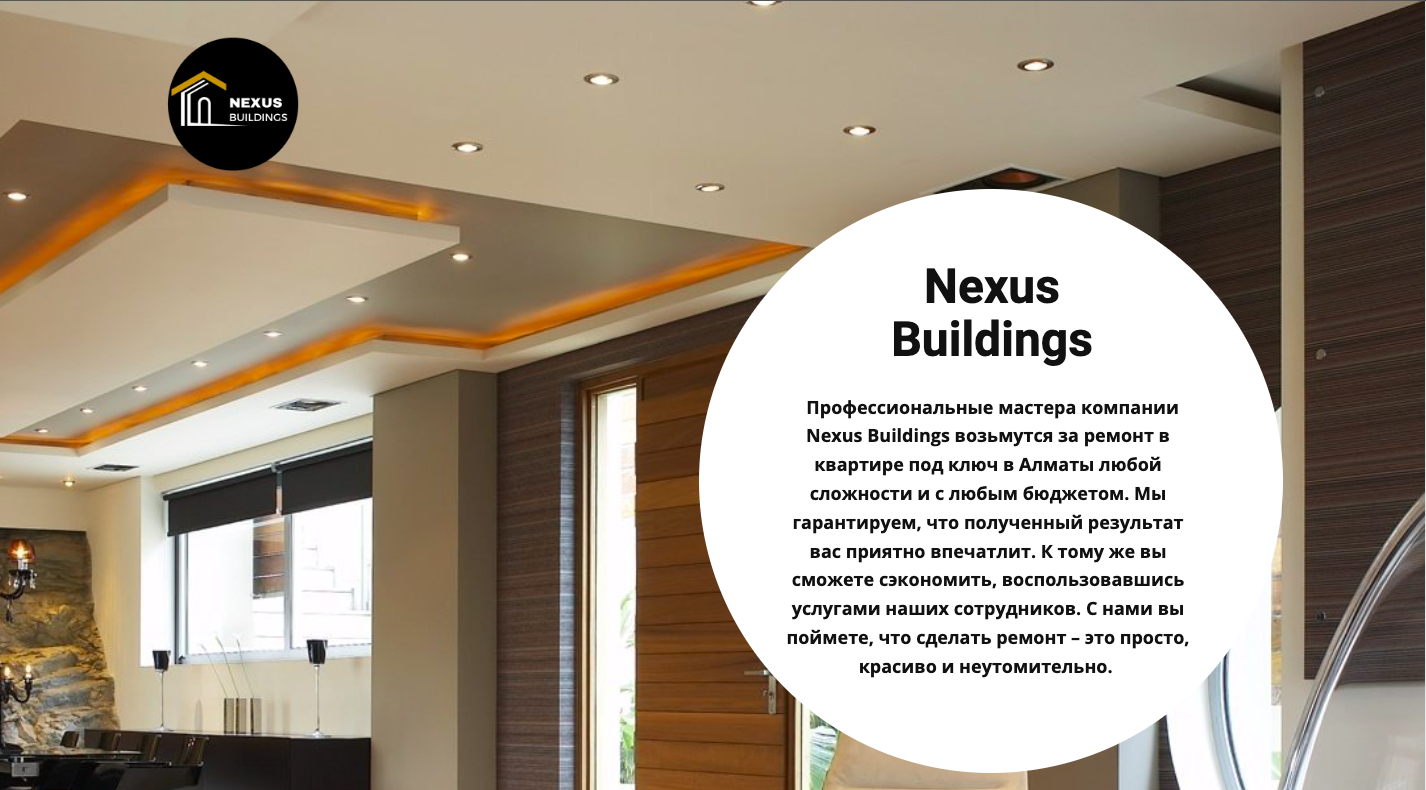 NEXUS
BUILDINGS
Nexus
Buildings
Профессиональные мастера компании
Nexus Buildings возьмутся за ремонт в
квартире под ключ в Алматы любой
сложности и с любым бюджетом. Мы
гарантируем, что полученный результат
вас приятно впечатлит. К тому же вы
сможете сэкономить, воспользовавшись
услугами наших сотрудников. С нами вы
поймете, что сделать ремонт – это просто,
красиво и неутомительно.